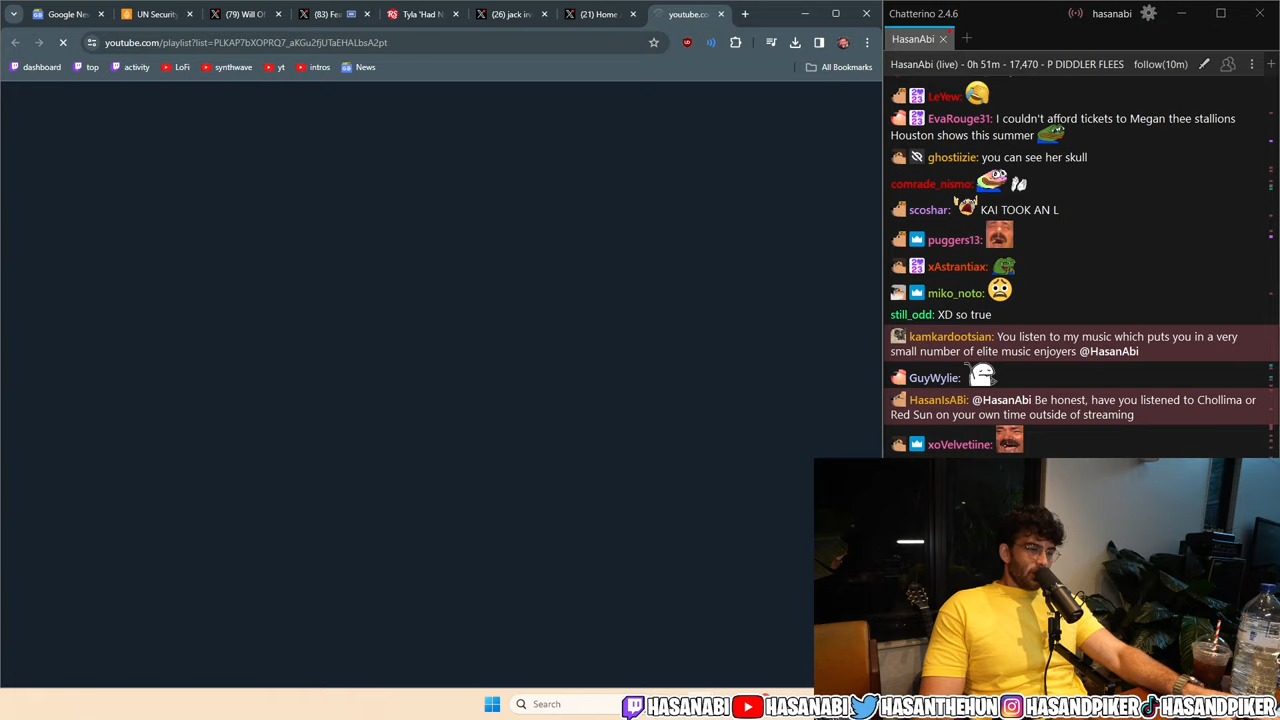 Google Ne
UN Security
(79) Will O
(83) Fea
Tyla 'Had N
(26) jack in
(21) Home
youtube.co
youtube.com/playlist?list=PLKAP7bXOPRQ7_aKGu2fjUTaEHALbsA2pt
dashboard
top
activity
LoFi
synthwave
yt
intros
News
All Bookmarks
Chatterino 2.4.6
hasanabi
HasanAbi
HasanAbi (live) - 0h 51m - 17,470 - P DIDDLER FLEES
follow(10m)
LeYew:
EvaRouge31: I couldn't afford tickets to Megan thee stallions
Houston shows this summer
ghostiizie: you can see her skull
comrade_nismo:
scoshar: KAI TOOK AN L
puggers13:
xAstrantiax:
miko_noto:
still_odd: XD so true
kamkardootsian: You listen to my music which puts you in a very
small number of elite music enjoyers @HasanAbi
GuyWylie:
HasanIsABi: @HasanAbi Be honest, have you listened to Chollima or
Red Sun on your own time outside of streaming
xoVelvetiine:
Search
HASANABI
HASANABI
HASANTHEHUN
HASANDPIKER
HASANDPIKER